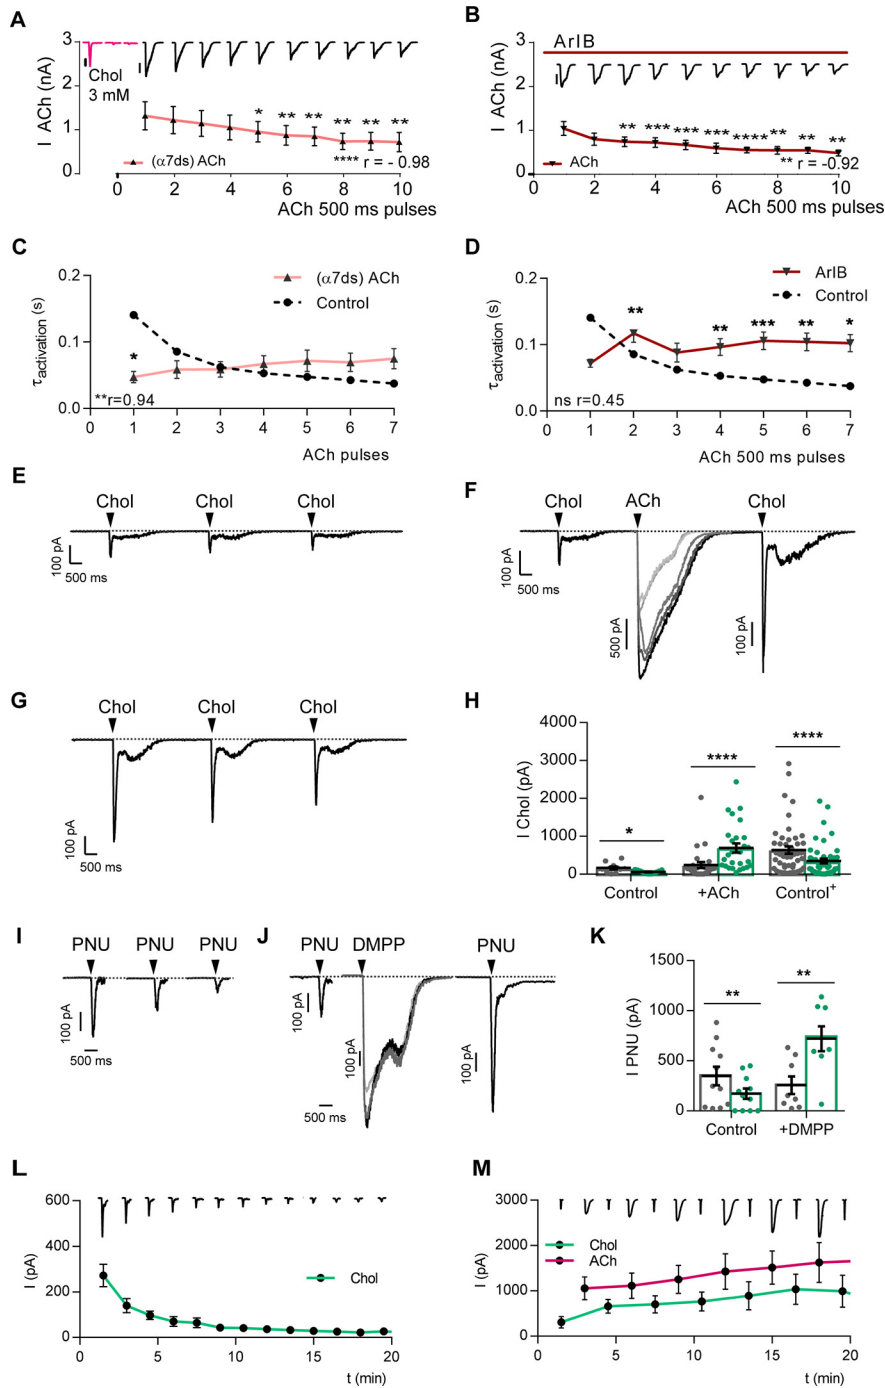 A
I ACh (nA)
3
2
1
0
Chol
3 mM
* ** ** ** ** **
(α7ds) ACh
**** r = - 0.98
0 2 4 6 8 10
ACh 500 ms pulses
B
ArIB
I ACh (nA)
3
2
1
0
** *** *** *** **** ** ** **
ACh
** r = -0.92
0 2 4 6 8 10
ACh 500 ms pulses
C
τactivation (s)
0.2
0.1
0.0
(α7ds) ACh
Control
*
**r=0.94
0 1 2 3 4 5 6 7
ACh pulses
D
τactivation (s)
0.2
0.1
0.0
ArIB
Control
** ** *** ** *
ns r=0.45
0 1 2 3 4 5 6 7
ACh 500 ms pulses
E
Chol Chol Chol
100 pA
500 ms
F
Chol ACh Chol
100 pA
500 ms
500 pA
100 pA
G
Chol Chol Chol
100 pA
500 ms
H
I Chol (pA)
4000
3000
2000
1000
0
* **** ****
Control +ACh Control+
I
PNU PNU PNU
100 pA
500 ms
J
PNU DMPP PNU
100 pA
100 pA
100 pA
500 ms
K
I PNU (pA)
1500
1000
500
0
** **
Control +DMPP
L
I (pA)
600
400
200
0
Chol
0 5 10 15 20
t (min)
M
I (pA)
3000
2000
1000
0
Chol
ACh
0 5 10 15 20
t (min)